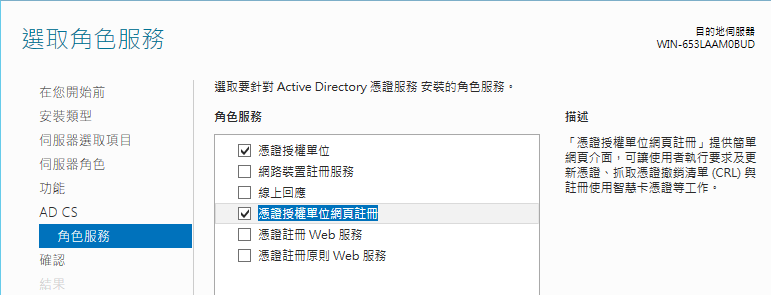 選取角色服務
目的地伺服器
WIN-653LAAM0BUD
在您開始前
安裝類型
伺服器選取項目
伺服器角色
功能
AD CS
角色服務
確認
結果
選取要針對 Active Directory 憑證服務 安裝的角色服務。
角色服務
憑證授權單位
網路裝置註冊服務
線上回應
憑證授權單位網頁註冊
憑證註冊 Web 服務
憑證註冊原則 Web 服務
描述
「憑證授權單位網頁註冊」提供簡單
網頁介面，可讓使用者執行要求及更
新憑證、抓取憑證撤銷清單 (CRL) 與
註冊使用智慧卡憑證等工作。